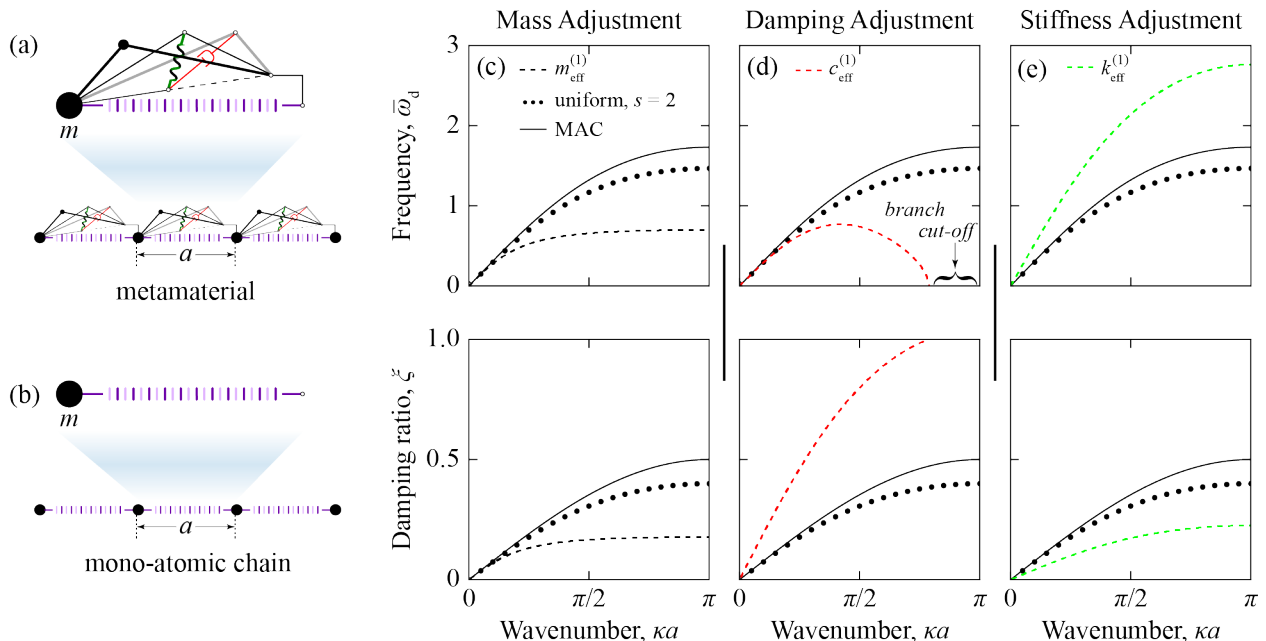 Mass Adjustment
Damping Adjustment
Stiffness Adjustment
(a)
m
a
metamaterial
(b)
m
a
mono-atomic chain
Frequency, ω̄d
3
2
1
0
(c)
m(1)eff
uniform, s = 2
MAC
(d)
c(1)eff
branch
cut-off
(e)
k(1)eff
Damping ratio, ξ
1.0
0.5
0
0
π/2
π
0
π/2
π
0
π/2
π
Wavenumber, κa
Wavenumber, κa
Wavenumber, κa